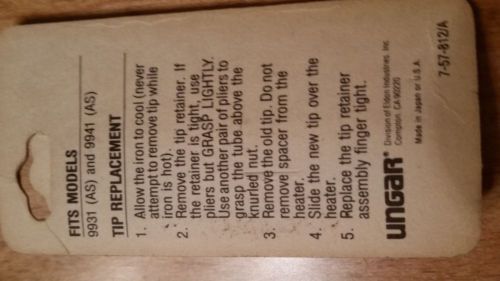 FITS MODELS
9931 (AS) and 9941 (AS)
TIP REPLACEMENT
1. Allow the iron to cool (never
attempt to remove tip while
iron is hot).
2. Remove the tip retainer. If
the retainer is tight, use
pliers but GRASP LIGHTLY.
Use another pair of pliers to
grasp the tube above the
knurled nut.
3. Remove the old tip. Do not
remove spacer from the
heater.
4. Slide the new tip over the
heater.
5. Replace the tip retainer
assembly finger tight.
UNGAR®
Division of Eldon Industries, Inc.
Compton, CA 90220
Made in Japan or U.S.A.
7-57-812/A